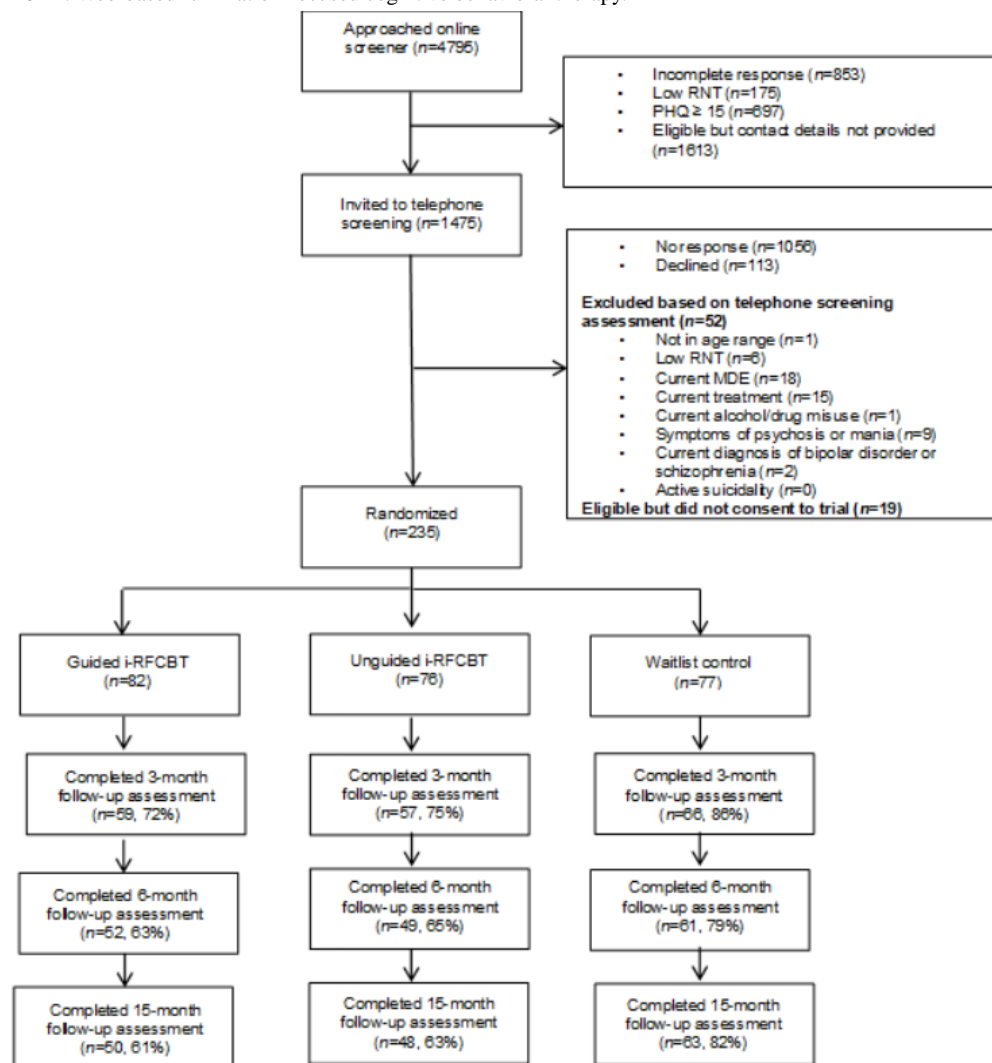 Approached online
screener (n=4795)
• Incomplete response (n=853)
• Low RNT (n=175)
• PHQ ≥ 15 (n=697)
• Eligible but contact details not provided
(n=1613)
Invited to telephone
screening (n=1475)
• No response (n=1056)
• Declined (n=113)
Excluded based on telephone screening
assessment (n=52)
• Not in age range (n=1)
• Low RNT (n=6)
• Current MDE (n=18)
• Current treatment (n=15)
• Current alcohol/drug misuse (n=1)
• Symptoms of psychosis or mania (n=9)
• Current diagnosis of bipolar disorder or
schizophrenia (n=2)
• Active suicidality (n=0)
Eligible but did not consent to trial (n=19)
Randomized
(n=235)
Guided i-RFCBT
(n=82)
Unguided i-RFCBT
(n=76)
Waitlist control
(n=77)
Completed 3-month
follow-up assessment
(n=59, 72%)
Completed 3-month
follow-up assessment
(n=57, 75%)
Completed 3-month
follow-up assessment
(n=66, 86%)
Completed 6-month
follow-up assessment
(n=52, 63%)
Completed 6-month
follow-up assessment
(n=49, 65%)
Completed 6-month
follow-up assessment
(n=61, 79%)
Completed 15-month
follow-up assessment
(n=50, 61%)
Completed 15-month
follow-up assessment
(n=48, 63%)
Completed 15-month
follow-up assessment
(n=63, 82%)